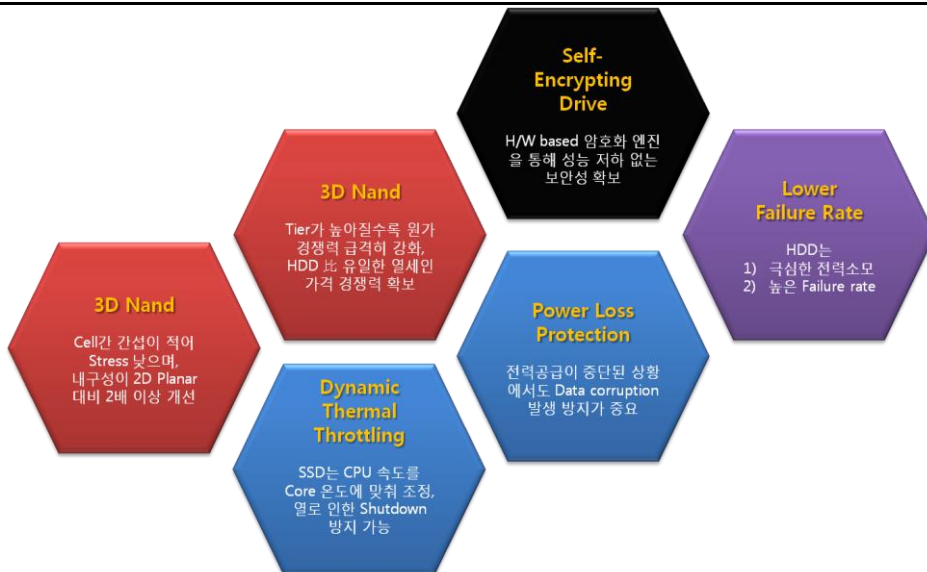 Self-
Encrypting
Drive
H/W based 암호화 엔진
을 통해 성능 저하 없는
보안성 확보
3D Nand
Tier가 높아질수록 원가
경쟁력 급격히 강화,
HDD 比 유일한 열세인
가격 경쟁력 확보
Lower
Failure Rate
HDD는
1) 극심한 전력소모
2) 높은 Failure rate
3D Nand
Cell간 간섭이 적어
Stress 낮으며,
내구성이 2D Planar
대비 2배 이상 개선
Power Loss
Protection
전력공급이 중단된 상황
에서도 Data corruption
발생 방지가 중요
Dynamic
Thermal
Throttling
SSD는 CPU 속도를
Core 온도에 맞춰 조정,
열로 인한 Shutdown
방지 가능